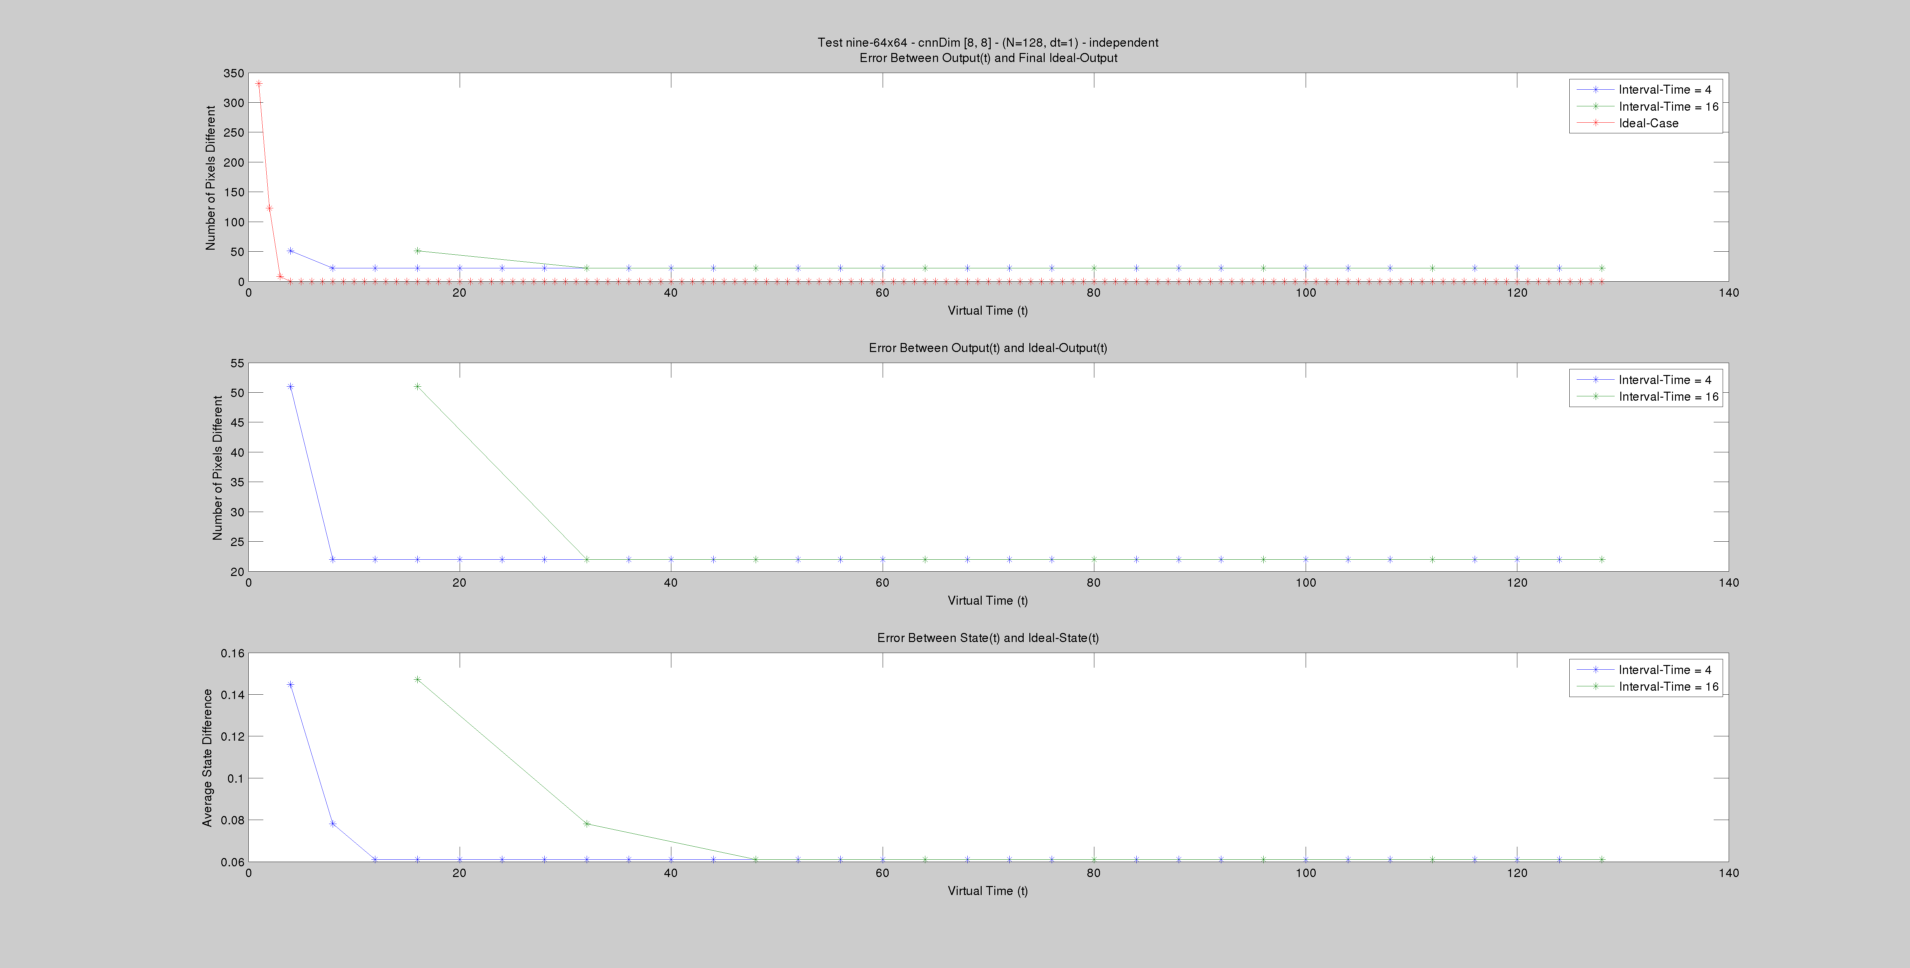 Test nine-64x64 - cnnDim [8, 8] - (N=128, dt=1) - independent
Error Between Output(t) and Final Ideal-Output
Number of Pixels Different
350
300
250
200
150
100
50
0
0 20 40 60 80 100 120 140
Virtual Time (t)
Interval-Time = 4
Interval-Time = 16
Ideal-Case
Error Between Output(t) and Ideal-Output(t)
Number of Pixels Different
55
50
45
40
35
30
25
20
0 20 40 60 80 100 120 140
Virtual Time (t)
Interval-Time = 4
Interval-Time = 16
Error Between State(t) and Ideal-State(t)
Average State Difference
0.16
0.14
0.12
0.1
0.08
0.06
0 20 40 60 80 100 120 140
Virtual Time (t)
Interval-Time = 4
Interval-Time = 16